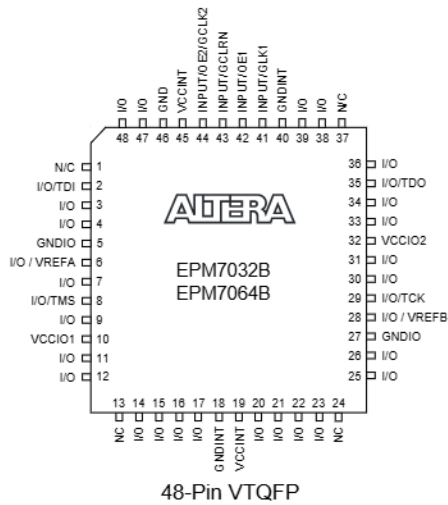 I/O
I/O
GND
VCCINT
INPUT/OE2/GCLK2
INPUT/GCLRN
INPUT/OE1
INPUT/GLK1
GNDINT
I/O
I/O
N/C
48 47 46 45 44 43 42 41 40 39 38 37
N/C 1
I/O/TDI 2
I/O 3
I/O 4
GNDIO 5
I/O / VREFA 6
I/O 7
I/O/TMS 8
I/O 9
VCCIO1 10
I/O 11
I/O 12
ALTERA
EPM7032B
EPM7064B
36 I/O
35 I/O/TDO
34 I/O
33 I/O
32 VCCIO2
31 I/O
30 I/O
29 I/O/TCK
28 I/O / VREFB
27 GNDIO
26 I/O
25 I/O
13 14 15 16 17 18 19 20 21 22 23 24
NC
I/O
I/O
I/O
I/O
GNDINT
VCCINT
I/O
I/O
I/O
I/O
NC
48-Pin VTQFP